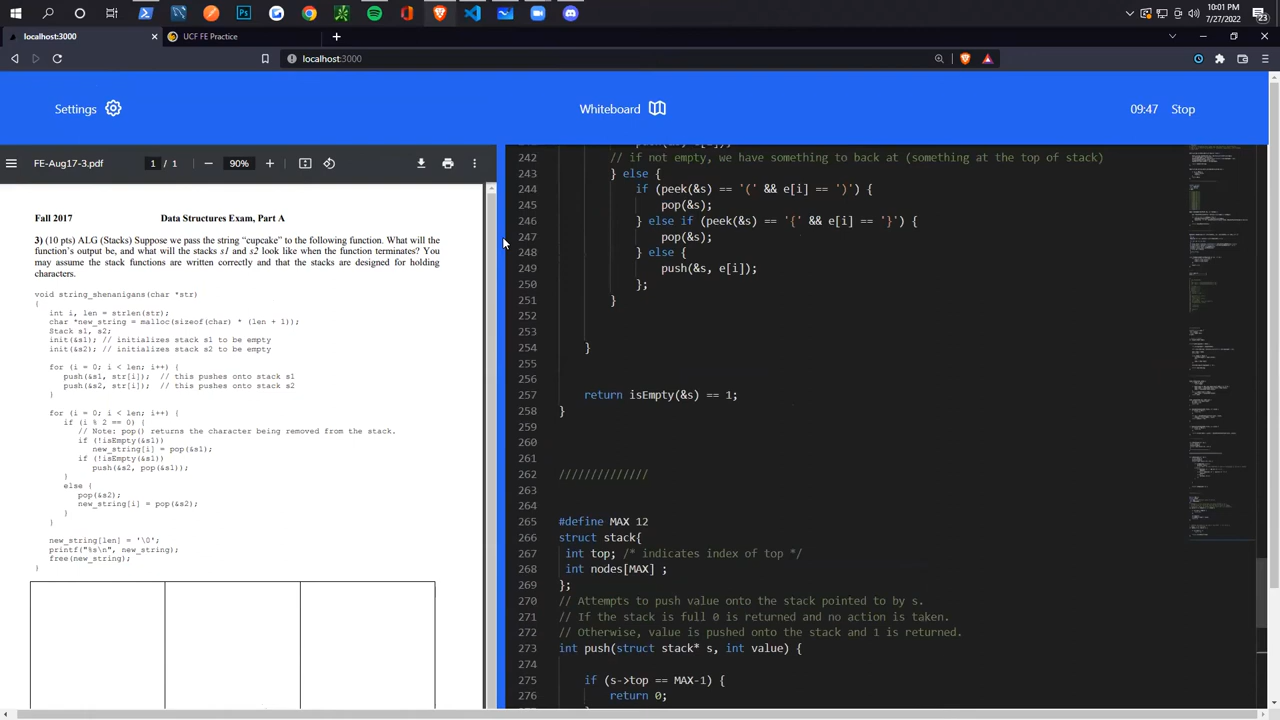 10:01 PM
7/27/2022
23
localhost:3000
UCF FE Practice
localhost:3000
Settings
Whiteboard
09:47 Stop
FE-Aug17-3.pdf
1 / 1
90%
Fall 2017 Data Structures Exam, Part A
3) (10 pts) ALG (Stacks) Suppose we pass the string “cupcake” to the following function. What will the
function's output be, and what will the stacks s1 and s2 look like when the function terminates? You
may assume the stack functions are written correctly and that the stacks are designed for holding
characters.
void string_shenanigans(char *str)
{
int i, len = strlen(str);
char *new_string = malloc(sizeof(char) * (len + 1));
Stack s1, s2;
init(&s1); // initializes stack s1 to be empty
init(&s2); // initializes stack s2 to be empty
for (i = 0; i < len; i++) {
push(&s1, str[i]); // this pushes onto stack s1
push(&s2, str[i]); // this pushes onto stack s2
}
for (i = 0; i < len; i++) {
if (i % 2 == 0) {
// Note: pop() returns the character being removed from the stack.
if (!isEmpty(&s1))
new_string[i] = pop(&s1);
if (!isEmpty(&s1))
push(&s2, pop(&s1));
}
else {
pop(&s2);
new_string[i] = pop(&s2);
}
}
new_string[len] = '\0';
printf("%s\n", new_string);
free(new_string);
}
242 // if not empty, we have something to back at (something at the top of stack)
243 } else {
244 if (peek(&s) == '(' && e[i] == ')') {
245 pop(&s);
246 } else if (peek(&s) == '{' && e[i] == '}') {
247 pop(&s);
248 } else {
249 push(&s, e[i]);
250 };
251 }
252
253
254 }
255
256
257 return isEmpty(&s) == 1;
258 }
259
260
261
262 //////////////
263
264
265 #define MAX 12
266 struct stack{
267 int top; /* indicates index of top */
268 int nodes[MAX] ;
269 };
270 // Attempts to push value onto the stack pointed to by s.
271 // If the stack is full 0 is returned and no action is taken.
272 // Otherwise, value is pushed onto the stack and 1 is returned.
273 int push(struct stack* s, int value) {
274
275 if (s->top == MAX-1) {
276 return 0;